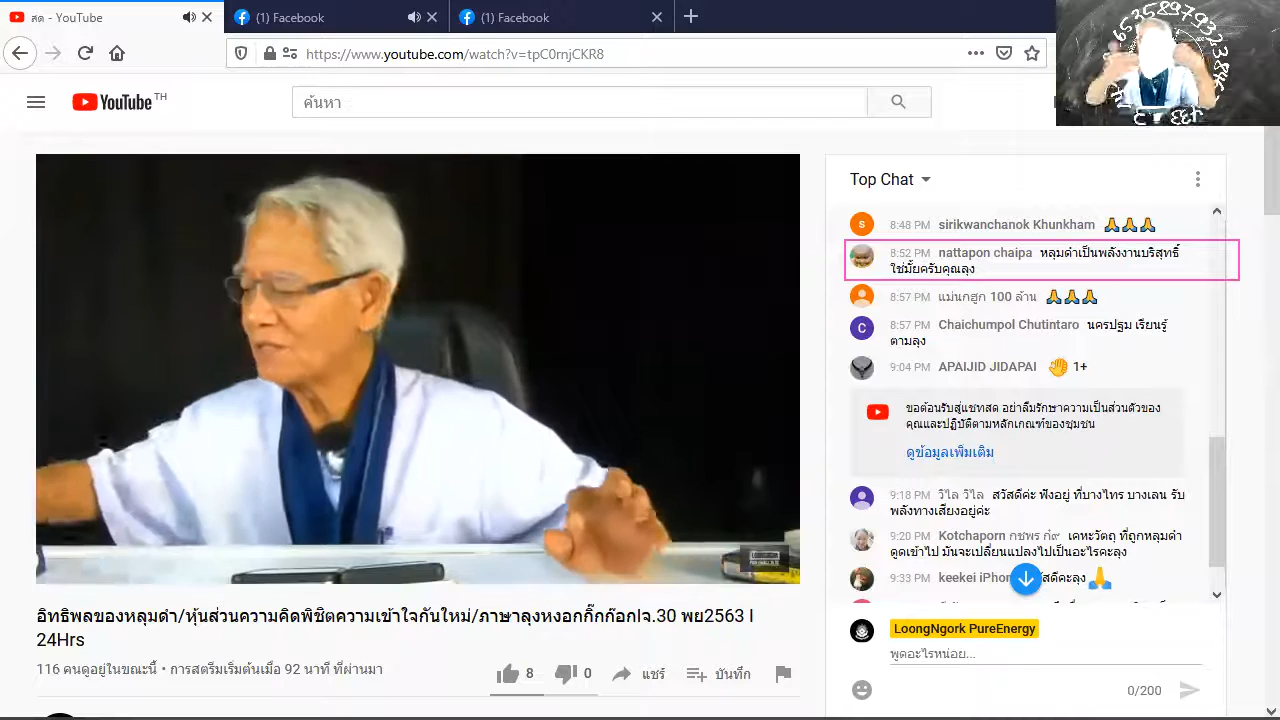 สด - YouTube
(1) Facebook
(1) Facebook
https://www.youtube.com/watch?v=tpC0rnjCKR8
YouTube TH
ค้นหา
Top Chat
S
8:48 PM sirikwanchanok Khunkham 🙏🙏🙏
8:52 PM nattapon chaipa หลุมดำเป็นพลังงานบริสุทธิ์
ใช่มั้ยครับคุณลุง
8:57 PM แม่นกฮูก 100 ล้าน 🙏🙏🙏
C
8:57 PM Chaichumpol Chutintaro นครปฐม เรียนรู้
ตามลุง
9:04 PM APAIJID JIDAPAI 👏 1+
ขอต้อนรับสู่แชทสด อย่าลืมรักษาความเป็นส่วนตัวของ
คุณและปฏิบัติตามหลักเกณฑ์ของชุมชน
ดูข้อมูลเพิ่มเติม
9:18 PM วิไล วิไล สวัสดีค่ะ ฟังอยู่ ที่บางไทร บางเลน รับ
พลังทางเสียงอยู่ค่ะ
9:20 PM Kotchaporn กชพร ก๋๙ เคหะวัตถุ ที่ถูกหลุมดำ
ดูดเข้าไป มันจะเปลี่ยนแปลงไปเป็นอะไรคะลุง
9:33 PM keekei iPhon สดีคะลุง 🙏
LoongNgork PureEnergy
พูดอะไรหน่อย...
0/200
อิทธิพลของหลุมดำ/หุ้นส่วนความคิดพิชิตความเข้าใจกันใหม่/ภาษาลุงหงอกกิ๊กก๊อกlจ.30 พย2563 l
24Hrs
116 คนดูอยู่ในขณะนี้ • การสตรีมเริ่มต้นเมื่อ 92 นาที ที่ผ่านมา
8
0
แชร์
บันทึก